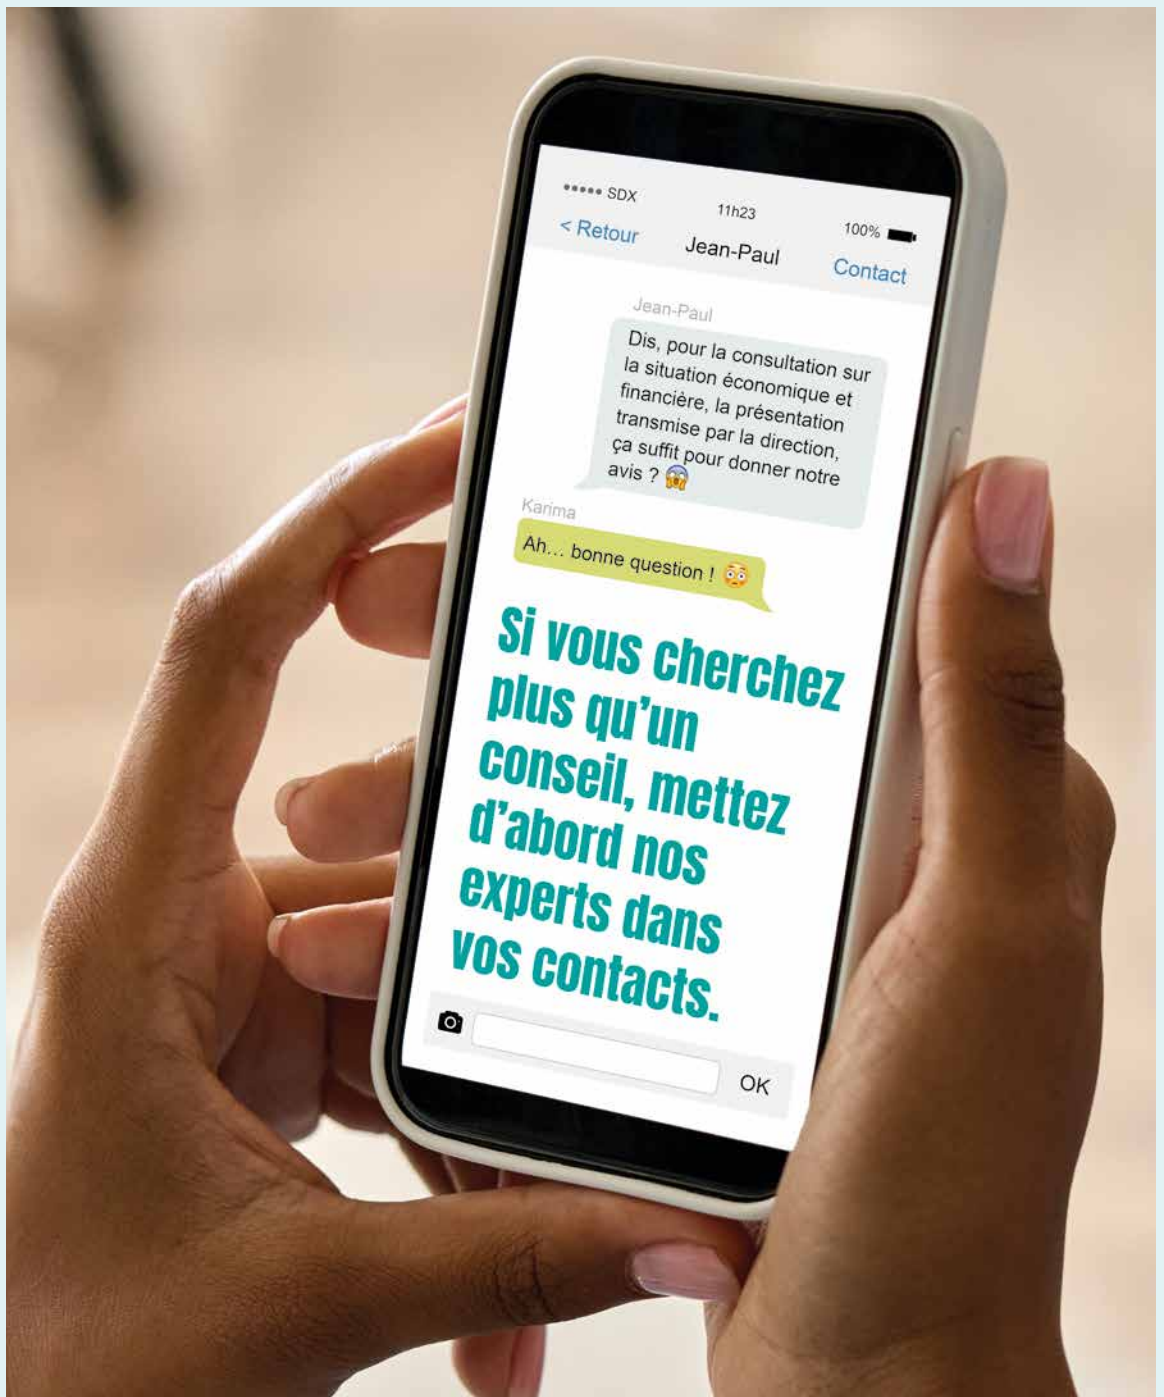 ••••• SDX
11h23
100%
< Retour
Jean-Paul
Contact
Jean-Paul
Dis, pour la consultation sur
la situation économique et
financière, la présentation
transmise par la direction,
ça suffit pour donner notre
avis ? 😱
Karima
Ah... bonne question ! 😳
Si vous cherchez
plus qu'un
conseil, mettez
d'abord nos
experts dans
vos contacts.
OK